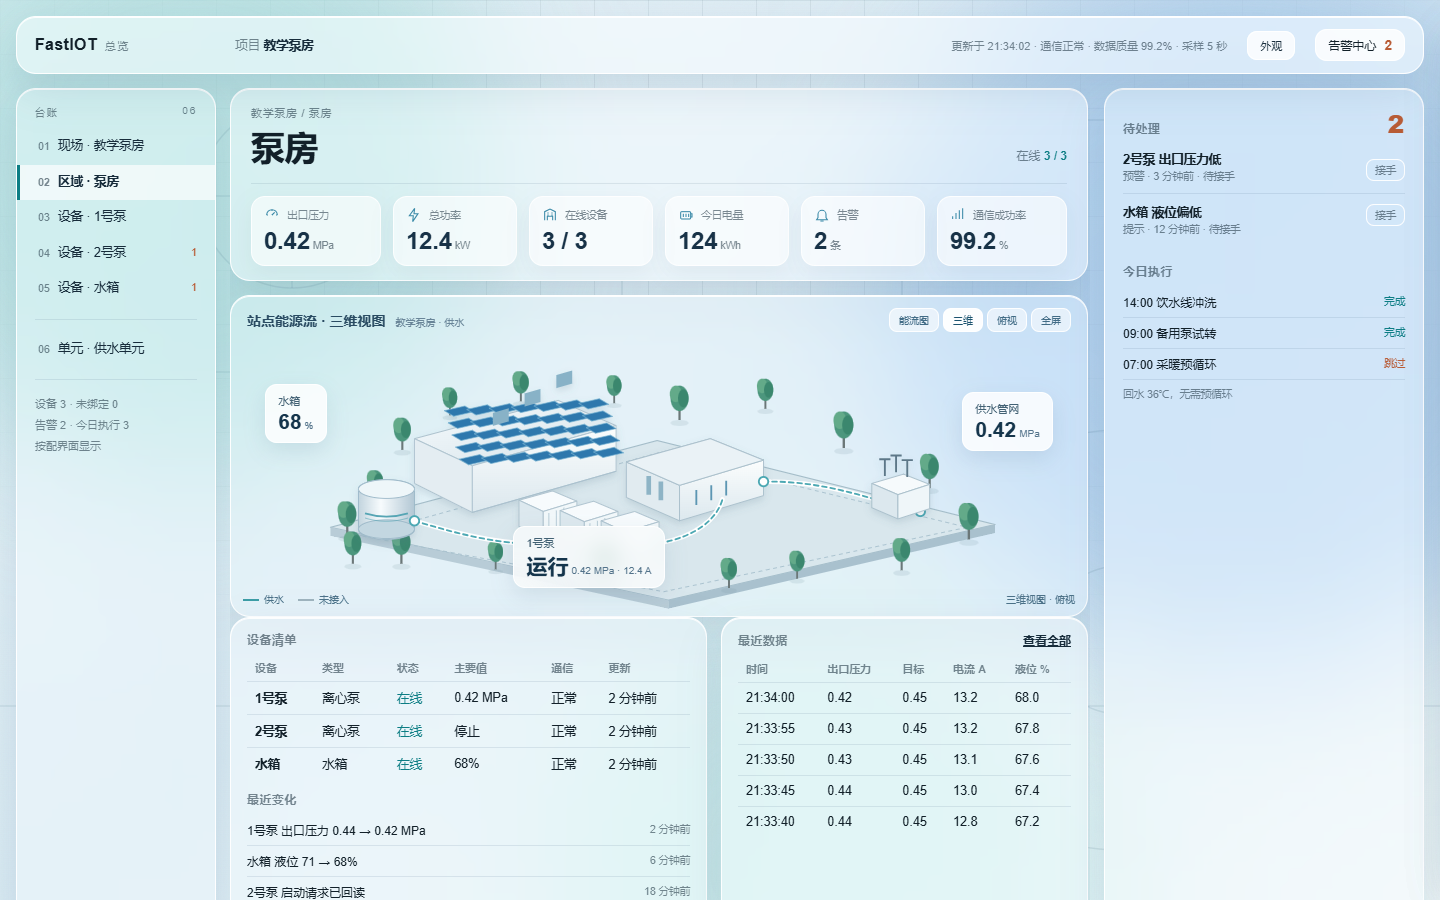 FastIOT 总览
项目 教学泵房
更新于 21:34:02 · 通信正常 · 数据质量 99.2% · 采样 5 秒
外观
告警中心 2
台账 06
01 现场 · 教学泵房
02 区域 · 泵房
03 设备 · 1号泵
04 设备 · 2号泵 1
05 设备 · 水箱 1
06 单元 · 供水单元
设备 3 · 未绑定 0
告警 2 · 今日执行 3
按配界面显示
教学泵房 / 泵房
泵房
在线 3 / 3
出口压力
0.42 MPa
总功率
12.4 kW
在线设备
3 / 3
今日电量
124 kWh
告警
2 条
通信成功率
99.2 %
站点能源流 · 三维视图 教学泵房 · 供水
能流图 三维 俯视 全屏
水箱
68 %
供水管网
0.42 MPa
1号泵
运行 0.42 MPa · 12.4 A
供水 未接入
三维视图 · 俯视
设备清单
设备 类型 状态 主要值 通信 更新
1号泵 离心泵 在线 0.42 MPa 正常 2 分钟前
2号泵 离心泵 在线 停止 正常 2 分钟前
水箱 水箱 在线 68% 正常 2 分钟前
最近变化
1号泵 出口压力 0.44 → 0.42 MPa 2 分钟前
水箱 液位 71 → 68% 6 分钟前
2号泵 启动请求已回读 18 分钟前
最近数据 查看全部
时间 出口压力 目标 电流 A 液位 %
21:34:00 0.42 0.45 13.2 68.0
21:33:55 0.43 0.45 13.2 67.8
21:33:50 0.43 0.45 13.1 67.6
21:33:45 0.44 0.45 13.0 67.4
21:33:40 0.44 0.45 12.8 67.2
待处理 2
2号泵 出口压力低
预警 · 3 分钟前 · 待接手
接手
水箱 液位偏低
提示 · 12 分钟前 · 待接手
接手
今日执行
14:00 饮水线冲洗 完成
09:00 备用泵试转 完成
07:00 采暖预循环 跳过
回水 36℃，无需预循环